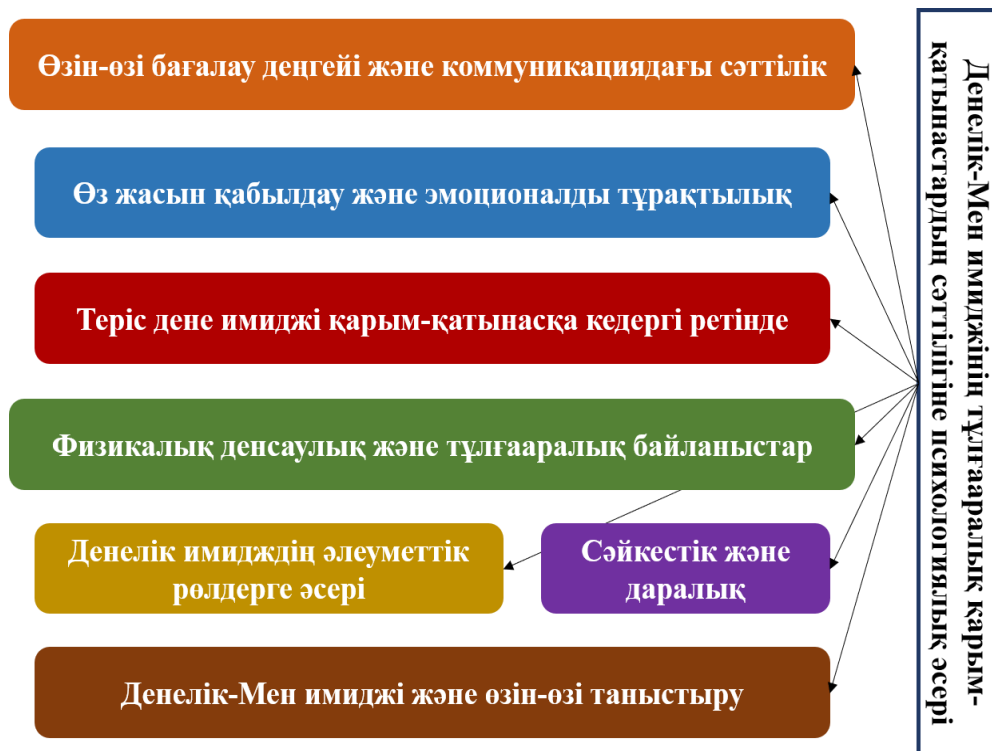 Өзін-өзі бағалау деңгейі және коммуникациядағы сәттілік
Өз жасын қабылдау және эмоционалды тұрақтылық
Теріс дене имиджі қарым-қатынасқа кедергі ретінде
Физикалық денсаулық және тұлғааралық байланыстар
Денелік имидждің әлеуметтік
рөлдерге әсері
Сәйкестік және
даралық
Денелік-Мен имиджі және өзін-өзі таныстыру
Денелік-Мен имиджінің тұлғааралық қарым-
қатынастардың сәттілігіне психологиялық әсері